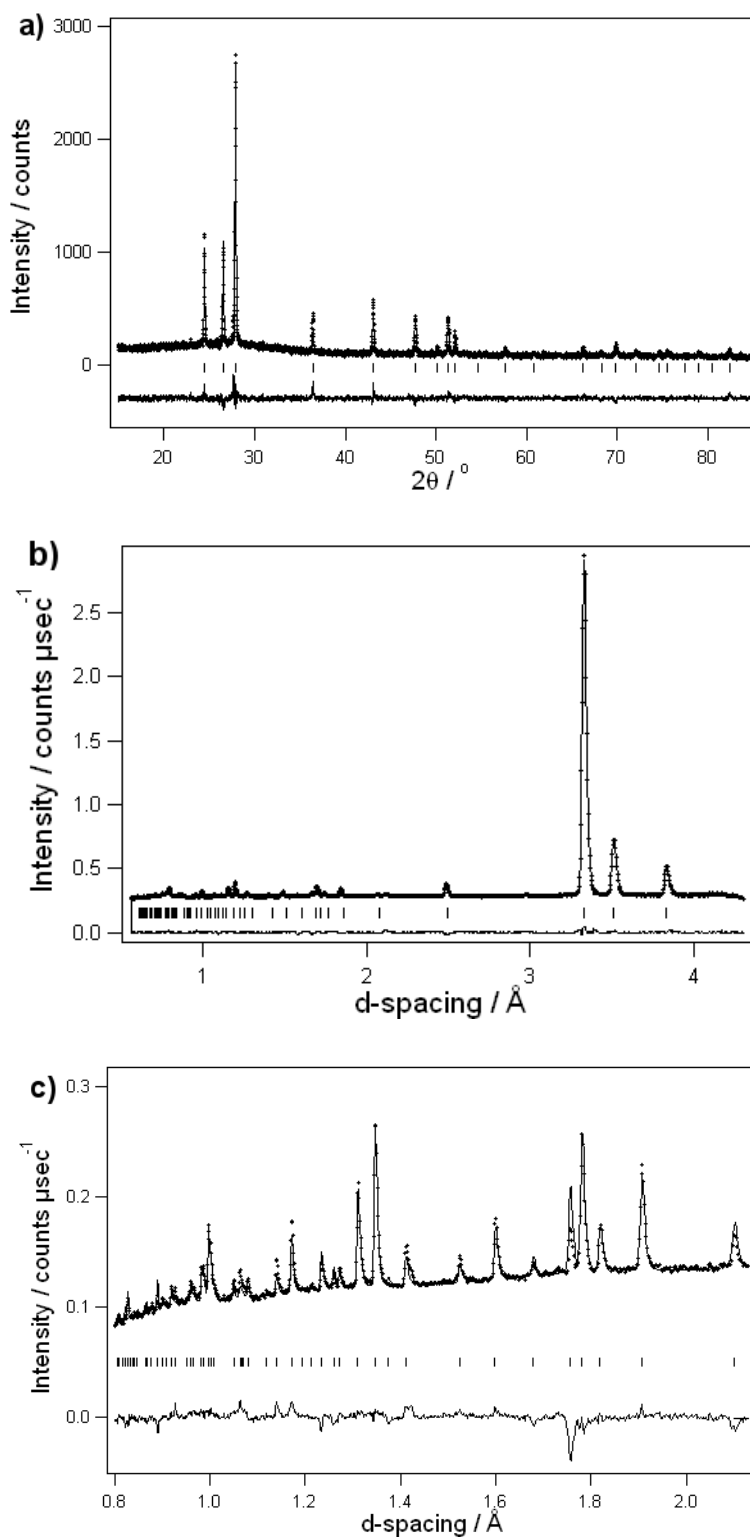 a)
3000
2000
1000
0
Intensity / counts
20 30 40 50 60 70 80
2θ / °
b)
2.5
2.0
1.5
1.0
0.5
0.0
Intensity / counts µsec⁻¹
1 2 3 4
d-spacing / Å
c)
0.3
0.2
0.1
0.0
Intensity / counts µsec⁻¹
0.8 1.0 1.2 1.4 1.6 1.8 2.0
d-spacing / Å